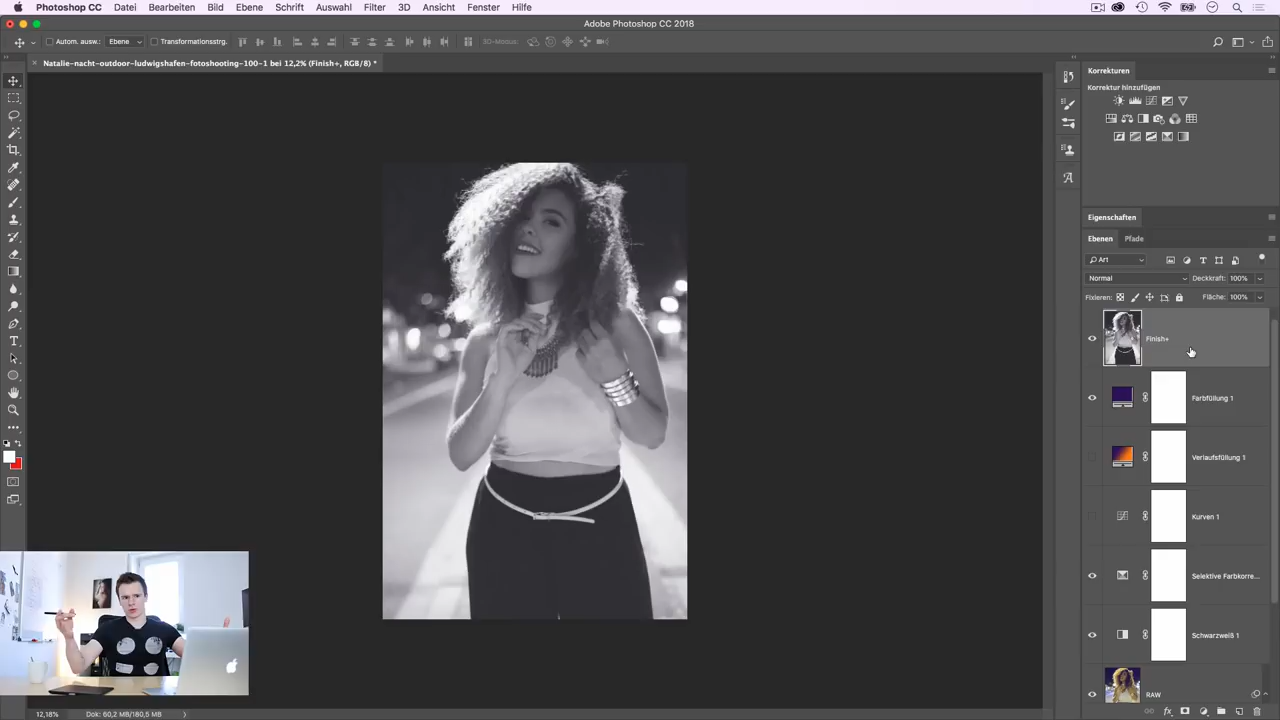 Photoshop CC Datei Bearbeiten Bild Ebene Schrift Auswahl Filter 3D Ansicht Fenster Hilfe
Adobe Photoshop CC 2018
Autom. ausw.: Ebene Transformationsstrg. 3D-Modus:
Natalie-nacht-outdoor-ludwigshafen-fotoshooting-100-1 bei 12,2% (Finish+, RGB/8) *
Korrekturen
Korrektur hinzufügen
Eigenschaften
Ebenen Pfade
Art
Normal Deckkraft: 100%
Fixieren: Fläche: 100%
Finish+
Farbfüllung 1
Verlaufsfüllung 1
Kurven 1
Selektive Farbkorre...
Schwarzweiß 1
RAW
12,18% Dok: 60,2 MB/180,5 MB